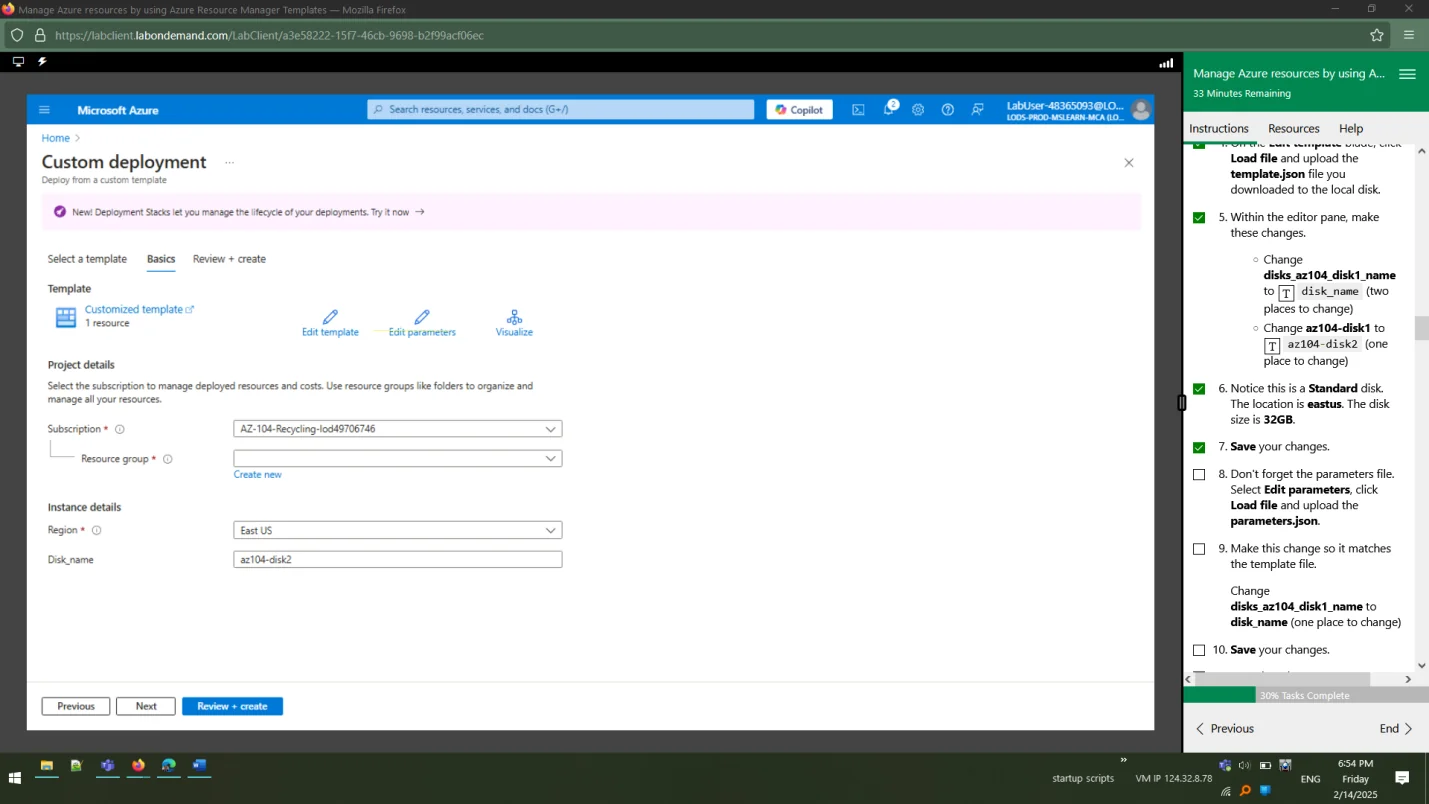 Manage Azure resources by using Azure Resource Manager Templates — Mozilla Firefox
https://labclient.labondemand.com/LabClient/a3e58222-15f7-46cb-9698-b2f99acf06ec
Microsoft Azure
Search resources, services, and docs (G+/)
Copilot
2
LabUser-48365093@LO...
LODS-PROD-MSLEARN-MCA (LO...
Home
Custom deployment
...
Deploy from a custom template
New! Deployment Stacks let you manage the lifecycle of your deployments. Try it now →
Select a template
Basics
Review + create
Template
Customized template
1 resource
Edit template
Edit parameters
Visualize
Project details
Select the subscription to manage deployed resources and costs. Use resource groups like folders to organize and
manage all your resources.
Subscription *
AZ-104-Recycling-lod49706746
Resource group *
Create new
Instance details
Region *
East US
Disk_name
az104-disk2
Previous
Next
Review + create
Manage Azure resources by using A...
33 Minutes Remaining
Instructions
Resources
Help
4. On the Edit template blade, click
Load file and upload the
template.json file you
downloaded to the local disk.
5. Within the editor pane, make
these changes.
Change
disks_az104_disk1_name
to T disk_name (two
places to change)
Change az104-disk1 to
T az104-disk2 (one
place to change)
6. Notice this is a Standard disk.
The location is eastus. The disk
size is 32GB.
7. Save your changes.
8. Don't forget the parameters file.
Select Edit parameters, click
Load file and upload the
parameters.json.
9. Make this change so it matches
the template file.
Change
disks_az104_disk1_name to
disk_name (one place to change)
10. Save your changes.
30% Tasks Complete
Previous
End
startup scripts
VM IP 124.32.8.78
ENG
6:54 PM
Friday
2/14/2025